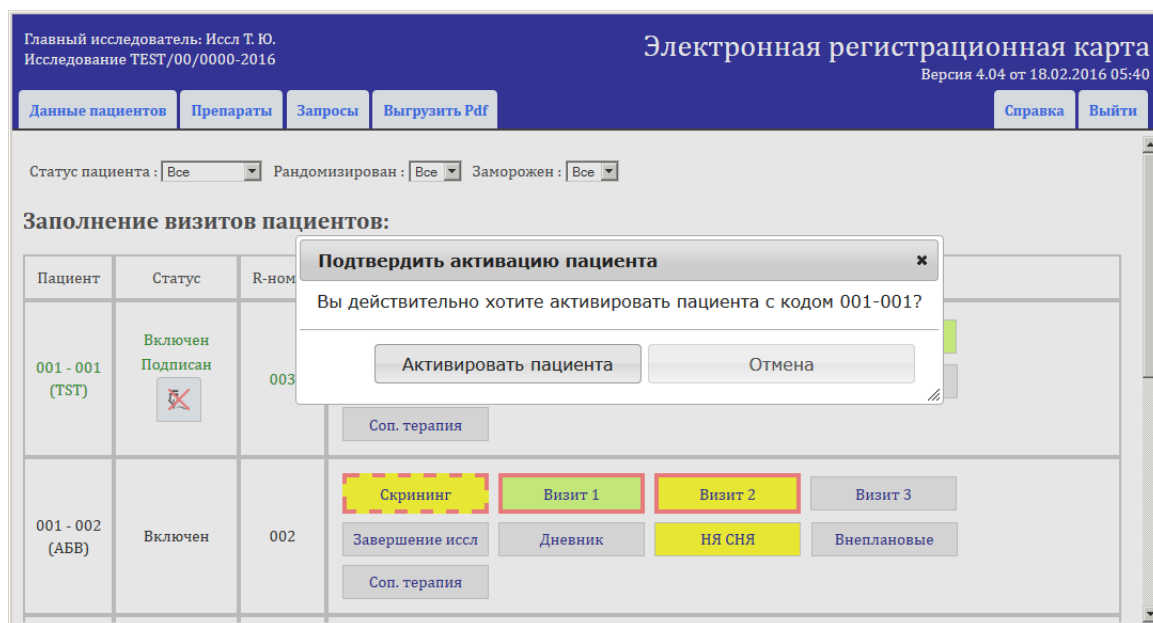 Главный исследователь: Иссл Т. Ю.
Исследование TEST/00/0000-2016
Электронная регистрационная карта
Версия 4.04 от 18.02.2016 05:40
Данные пациентов Препараты Запросы Выгрузить Pdf Справка Выйти
Статус пациента : Все Рандомизирован : Все Заморожен : Все
Заполнение визитов пациентов:
Подтвердить активацию пациента
Вы действительно хотите активировать пациента с кодом 001-001?
Активировать пациента Отмена
Пациент Статус R-ном
001 - 001
(TST)
Включен
Подписан
003
Соп. терапия
001 - 002
(АБВ)
Включен
002
Скрининг Визит 1 Визит 2 Визит 3
Завершение иссл Дневник НЯ СНЯ Внеплановые
Соп. терапия